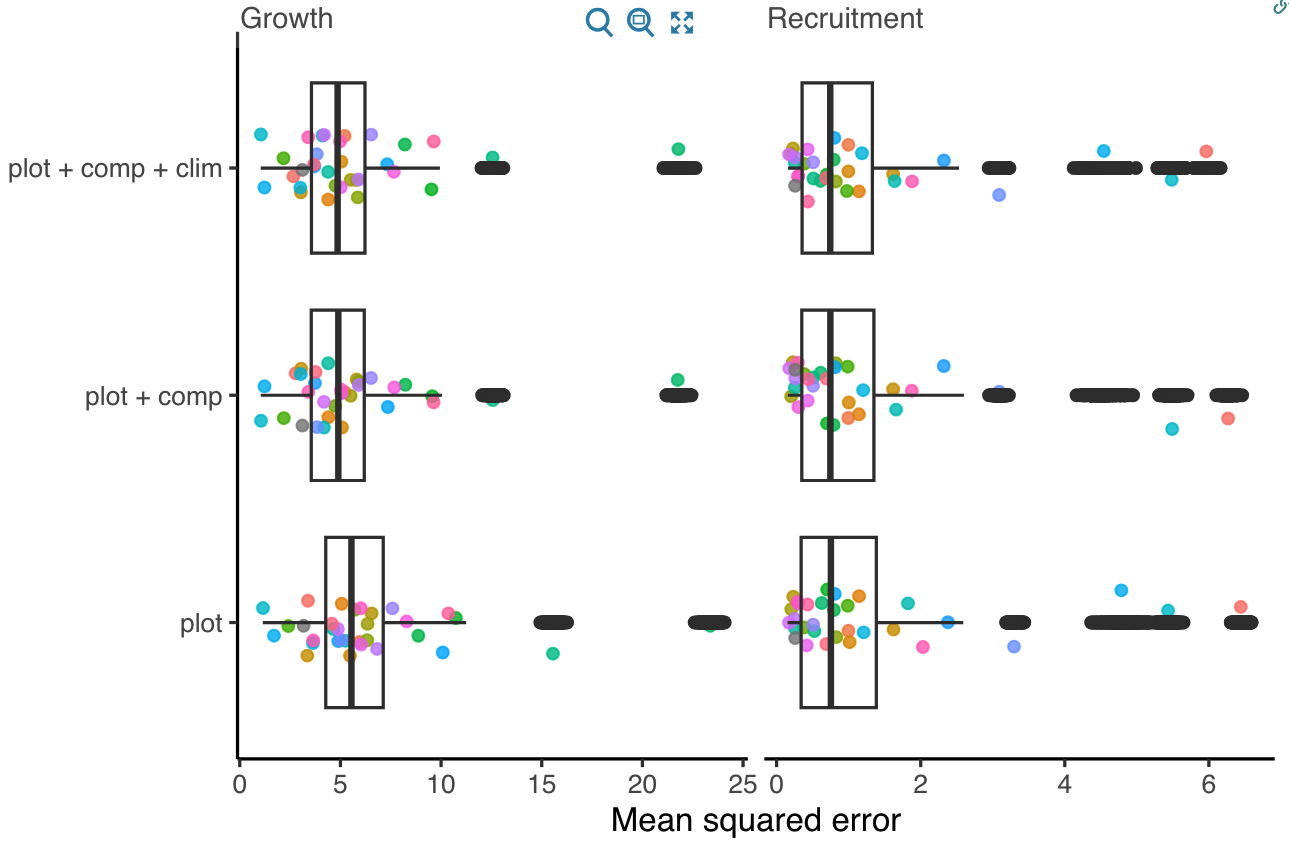 Growth
Recruitment
plot + comp + clim
plot + comp
plot
0 5 10 15 20 25
0 2 4 6
Mean squared error